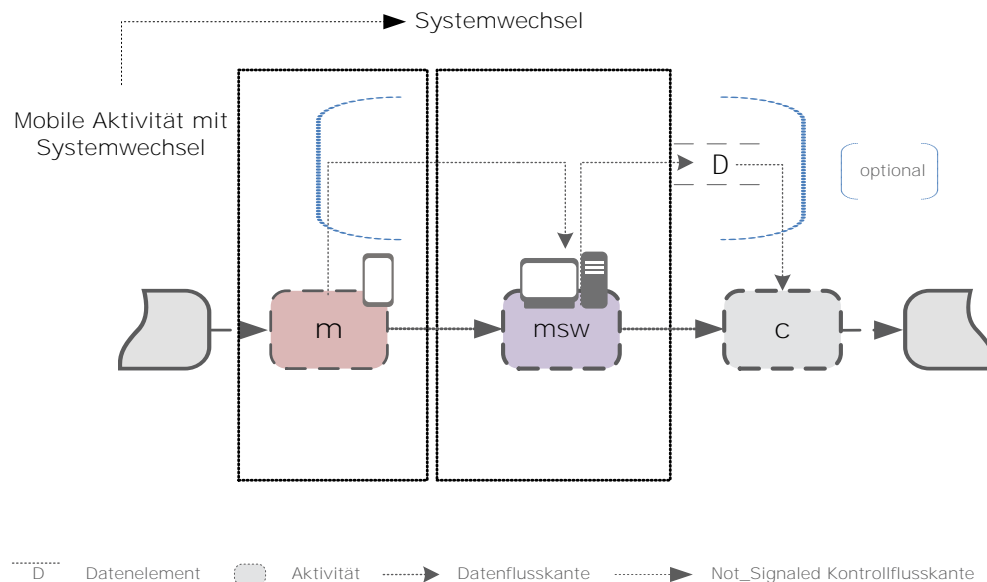 Systemwechsel
Mobile Aktivität mit
Systemwechsel
D
optional
m
msw
c
D Datenelement Aktivität Datenflusskante Not_Signaled Kontrollflusskante